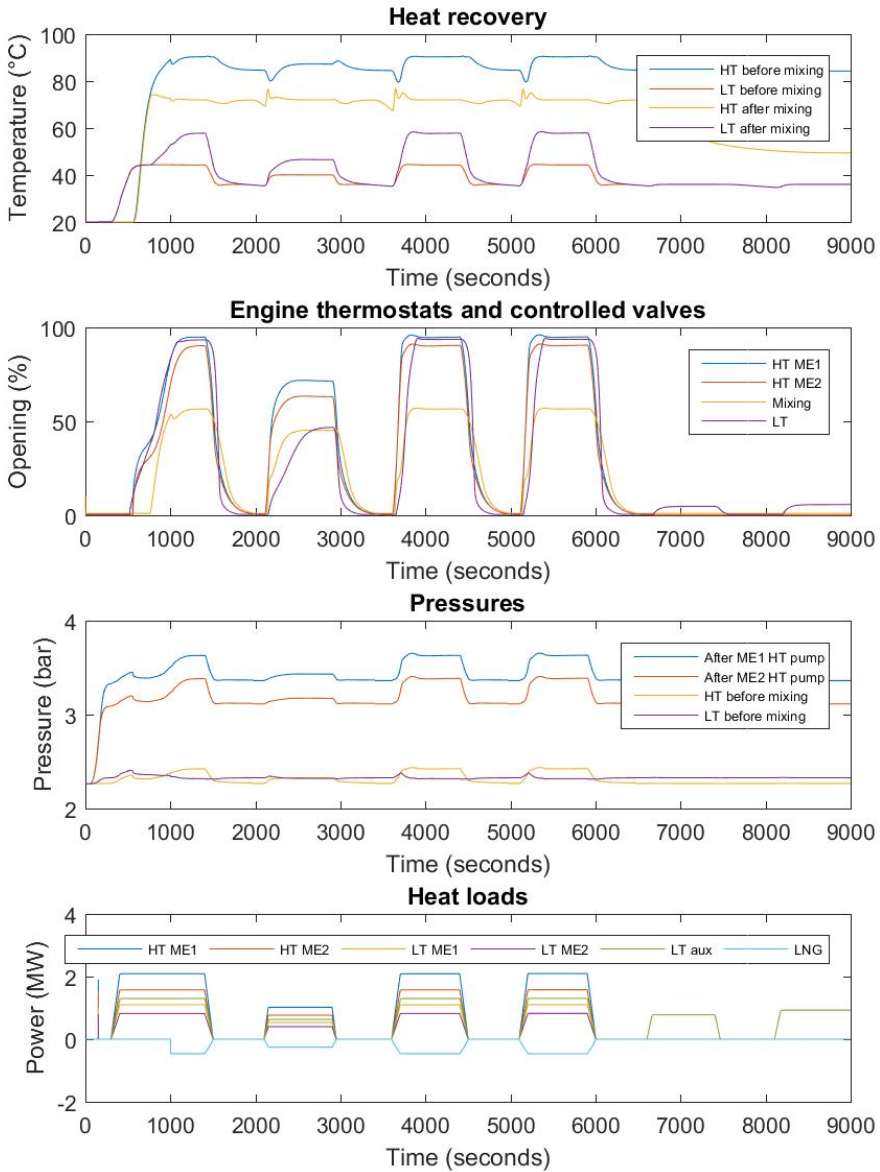 Heat recovery
Temperature (°C)
100
80
60
40
20
HT before mixing
LT before mixing
HT after mixing
LT after mixing
0 1000 2000 3000 4000 5000 6000 7000 8000 9000
Time (seconds)
Engine thermostats and controlled valves
Opening (%)
100
50
0
HT ME1
HT ME2
Mixing
LT
0 1000 2000 3000 4000 5000 6000 7000 8000 9000
Time (seconds)
Pressures
Pressure (bar)
4
3
2
After ME1 HT pump
After ME2 HT pump
HT before mixing
LT before mixing
0 1000 2000 3000 4000 5000 6000 7000 8000 9000
Time (seconds)
Heat loads
Power (MW)
4
2
0
-2
HT ME1 HT ME2 LT ME1 LT ME2 LT aux LNG
0 1000 2000 3000 4000 5000 6000 7000 8000 9000
Time (seconds)